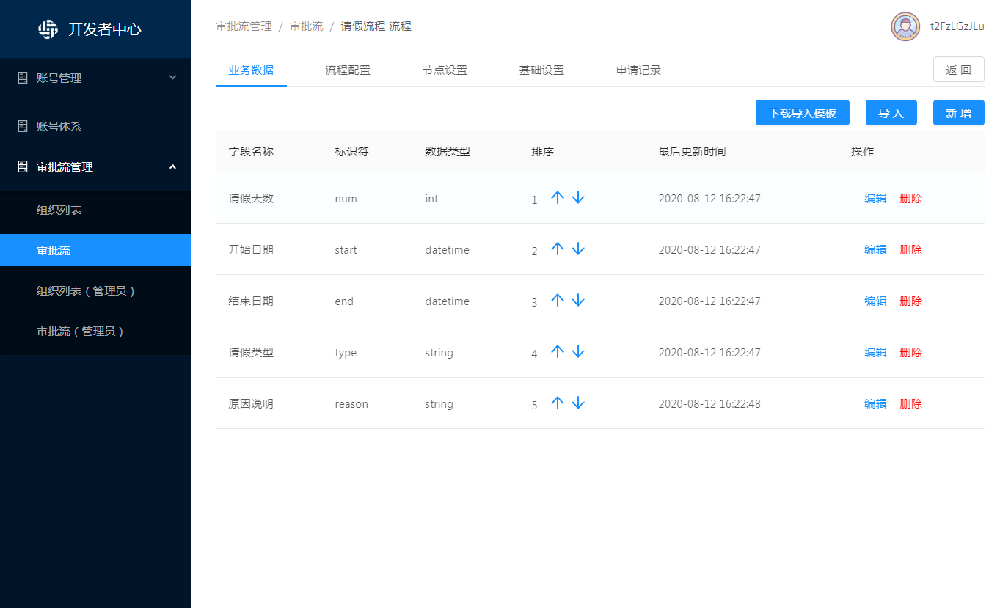 开发者中心
账号管理
账号体系
审批流管理
组织列表
审批流
组织列表（管理员）
审批流（管理员）
审批流管理 / 审批流 / 请假流程 流程
t2FzLGzJLu
业务数据 流程配置 节点设置 基础设置 申请记录 返 回
下载导入模板 导 入 新 增
字段名称 标识符 数据类型 排序 最后更新时间 操作
请假天数 num int 1 2020-08-12 16:22:47 编辑 删除
开始日期 start datetime 2 2020-08-12 16:22:47 编辑 删除
结束日期 end datetime 3 2020-08-12 16:22:47 编辑 删除
请假类型 type string 4 2020-08-12 16:22:47 编辑 删除
原因说明 reason string 5 2020-08-12 16:22:48 编辑 删除